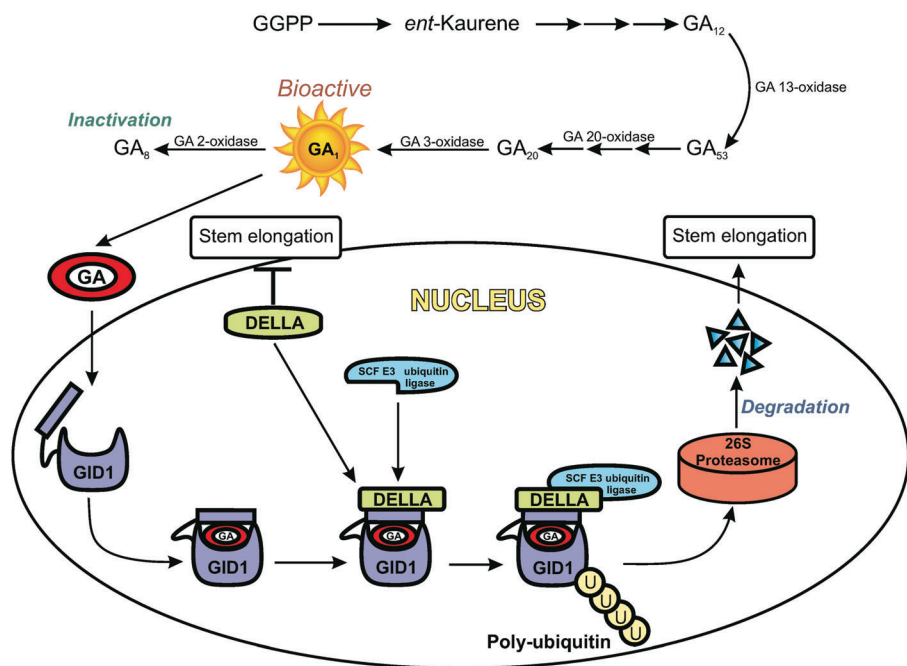 GGPP
ent-Kaurene
GA12
GA 13-oxidase
Bioactive
Inactivation
GA8
GA 2-oxidase
GA1
GA 3-oxidase
GA20
GA 20-oxidase
GA53
Stem elongation
Stem elongation
GA
NUCLEUS
DELLA
SCF E3 ubiquitin
ligase
Degradation
GID1
26S
Proteasome
DELLA
SCF E3 ubiquitin
ligase
DELLA
GA
GID1
GA
GID1
GA
GID1
U
U
U
U
Poly-ubiquitin